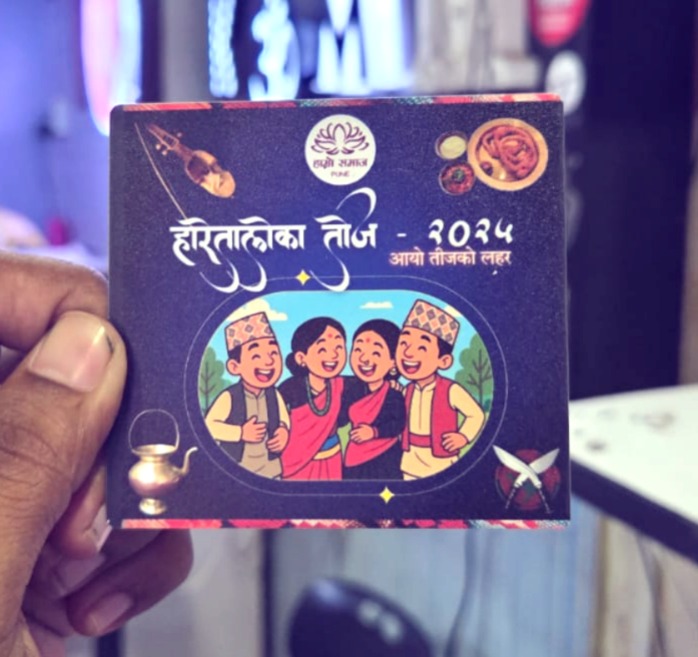 हाम्रो समाज
PUNE
हरितालीका तीज - २०२५
आयो तीजको लहर